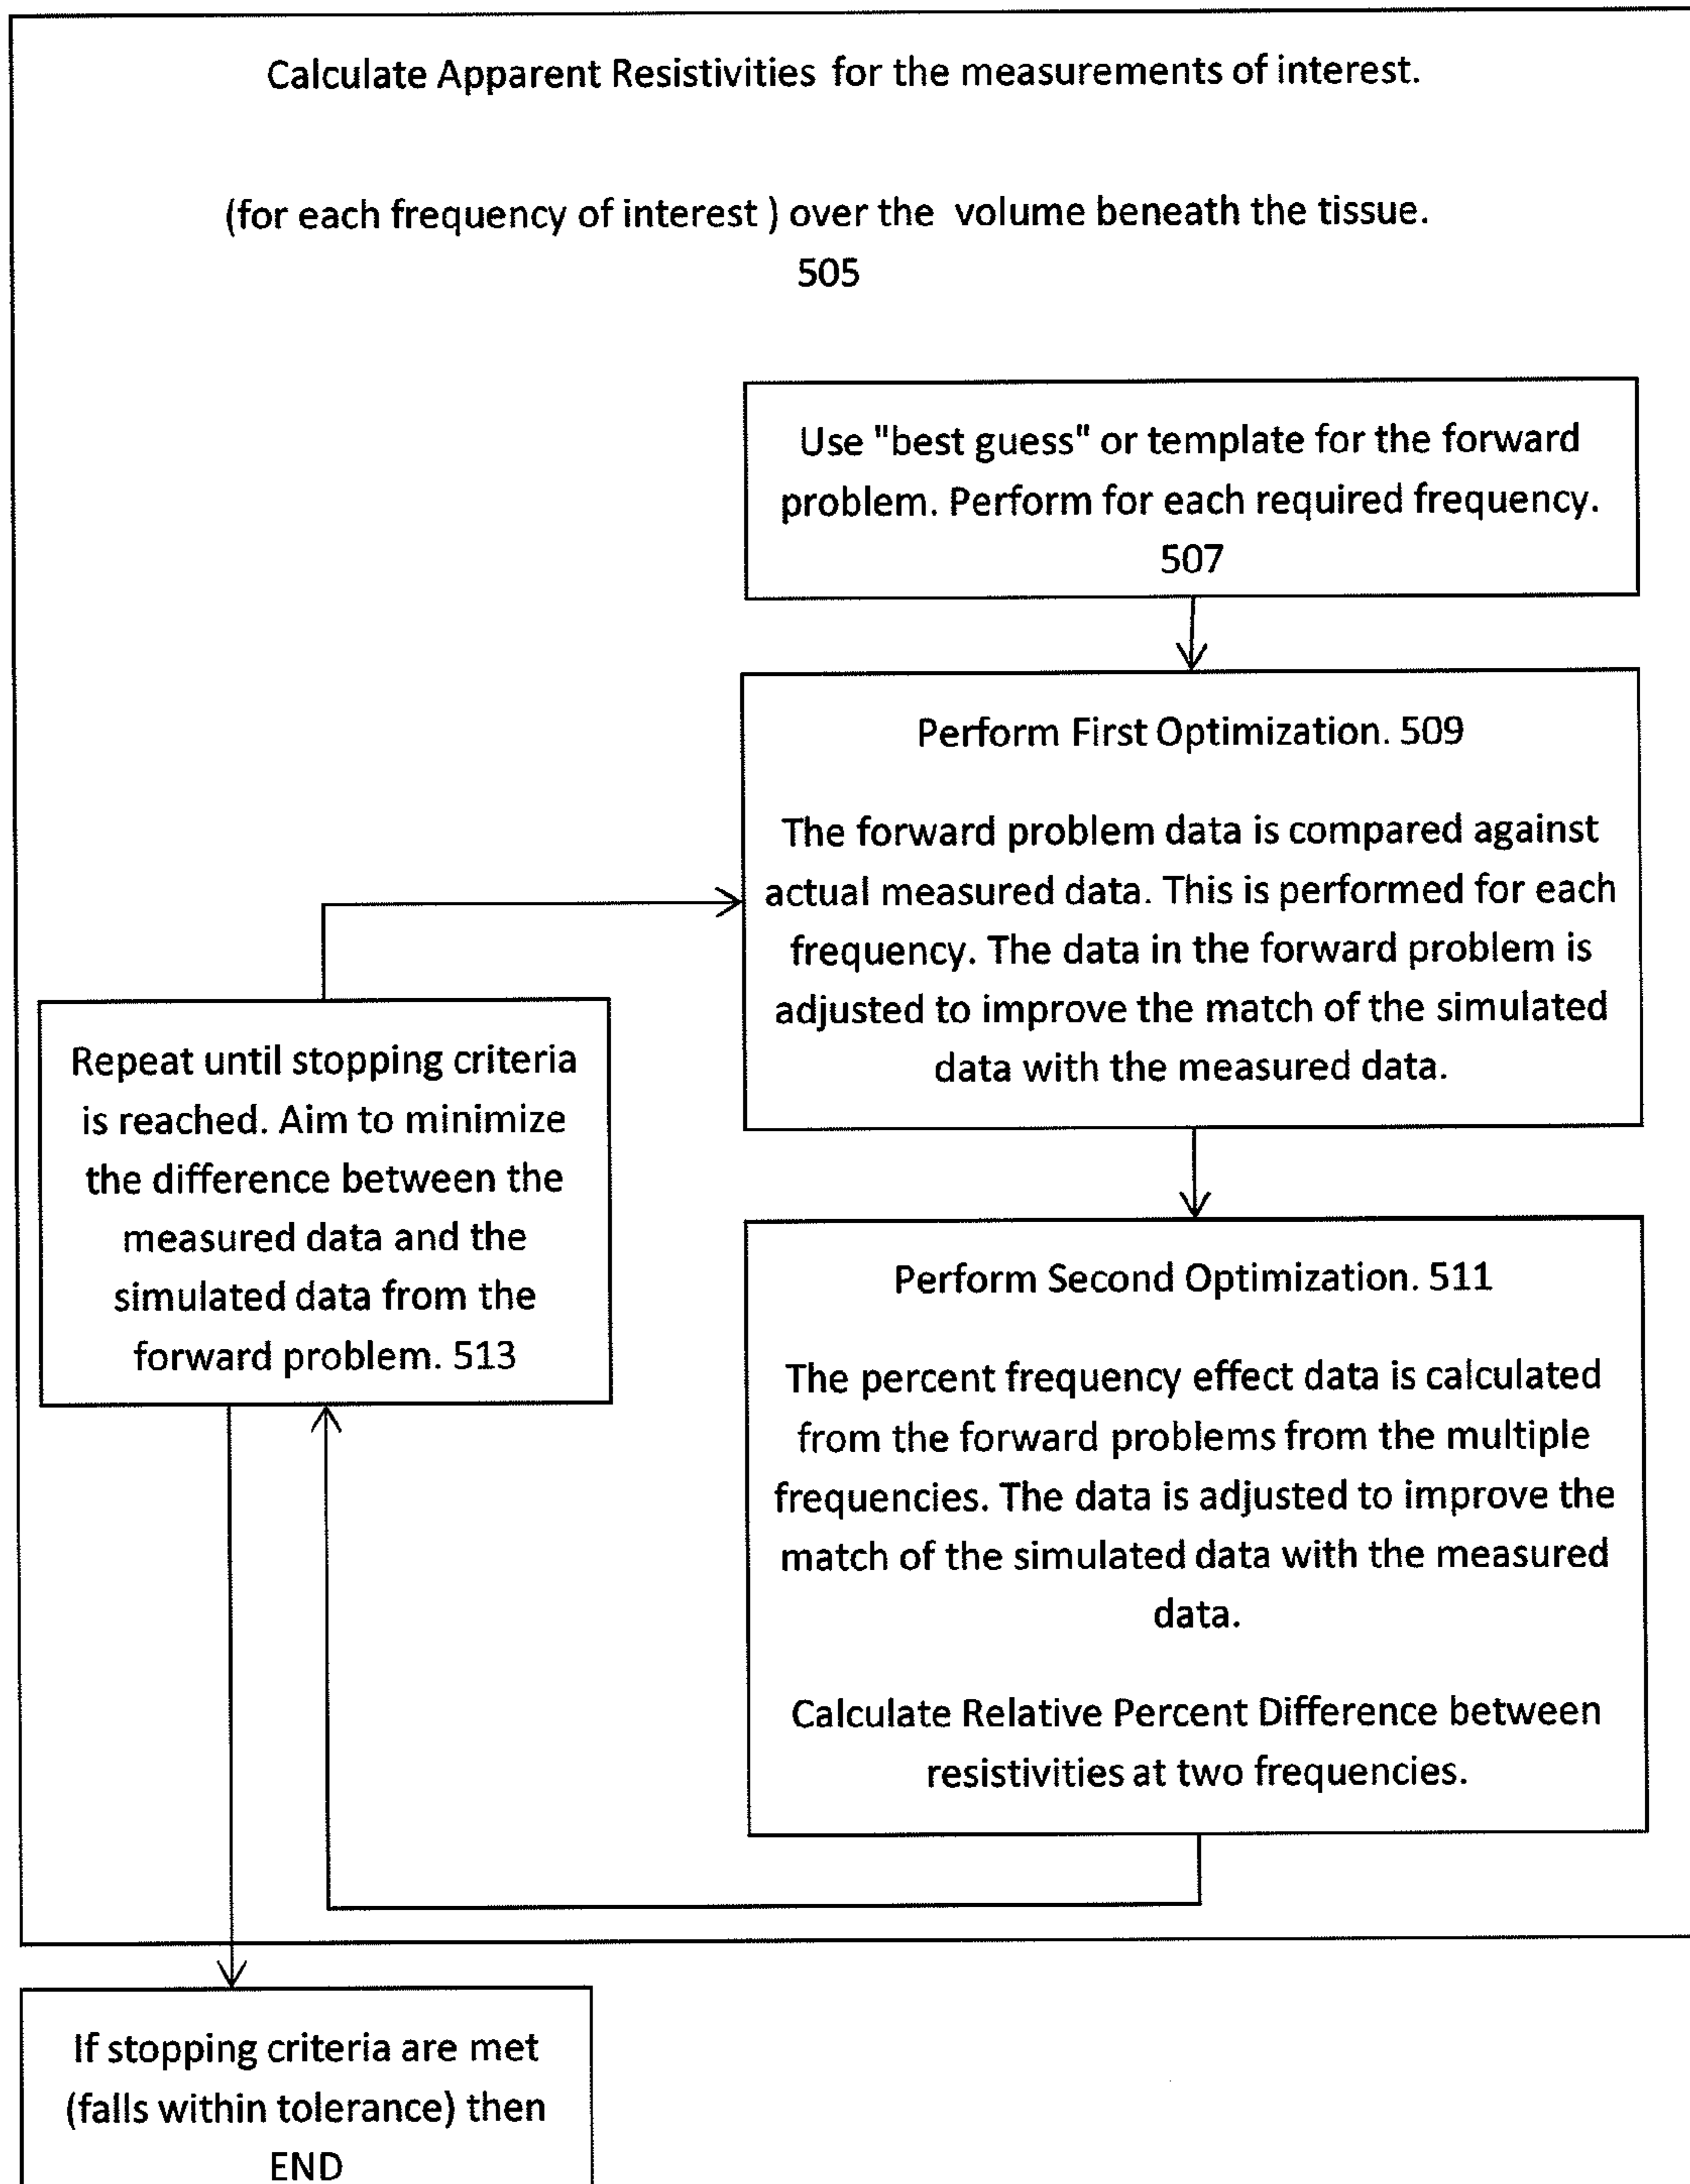 Calculate Apparent Resistivities for the measurements of interest.
(for each frequency of interest ) over the volume beneath the tissue.
505
Use "best guess" or template for the forward
problem. Perform for each required frequency.
507
Perform First Optimization. 509
The forward problem data is compared against
actual measured data. This is performed for each
frequency. The data in the forward problem is
adjusted to improve the match of the simulated
data with the measured data.
Repeat until stopping criteria
is reached. Aim to minimize
the difference between the
measured data and the
simulated data from the
forward problem. 513
Perform Second Optimization. 511
The percent frequency effect data is calculated
from the forward problems from the multiple
frequencies. The data is adjusted to improve the
match of the simulated data with the measured
data.
Calculate Relative Percent Difference between
resistivities at two frequencies.
If stopping criteria are met
(falls within tolerance) then
END